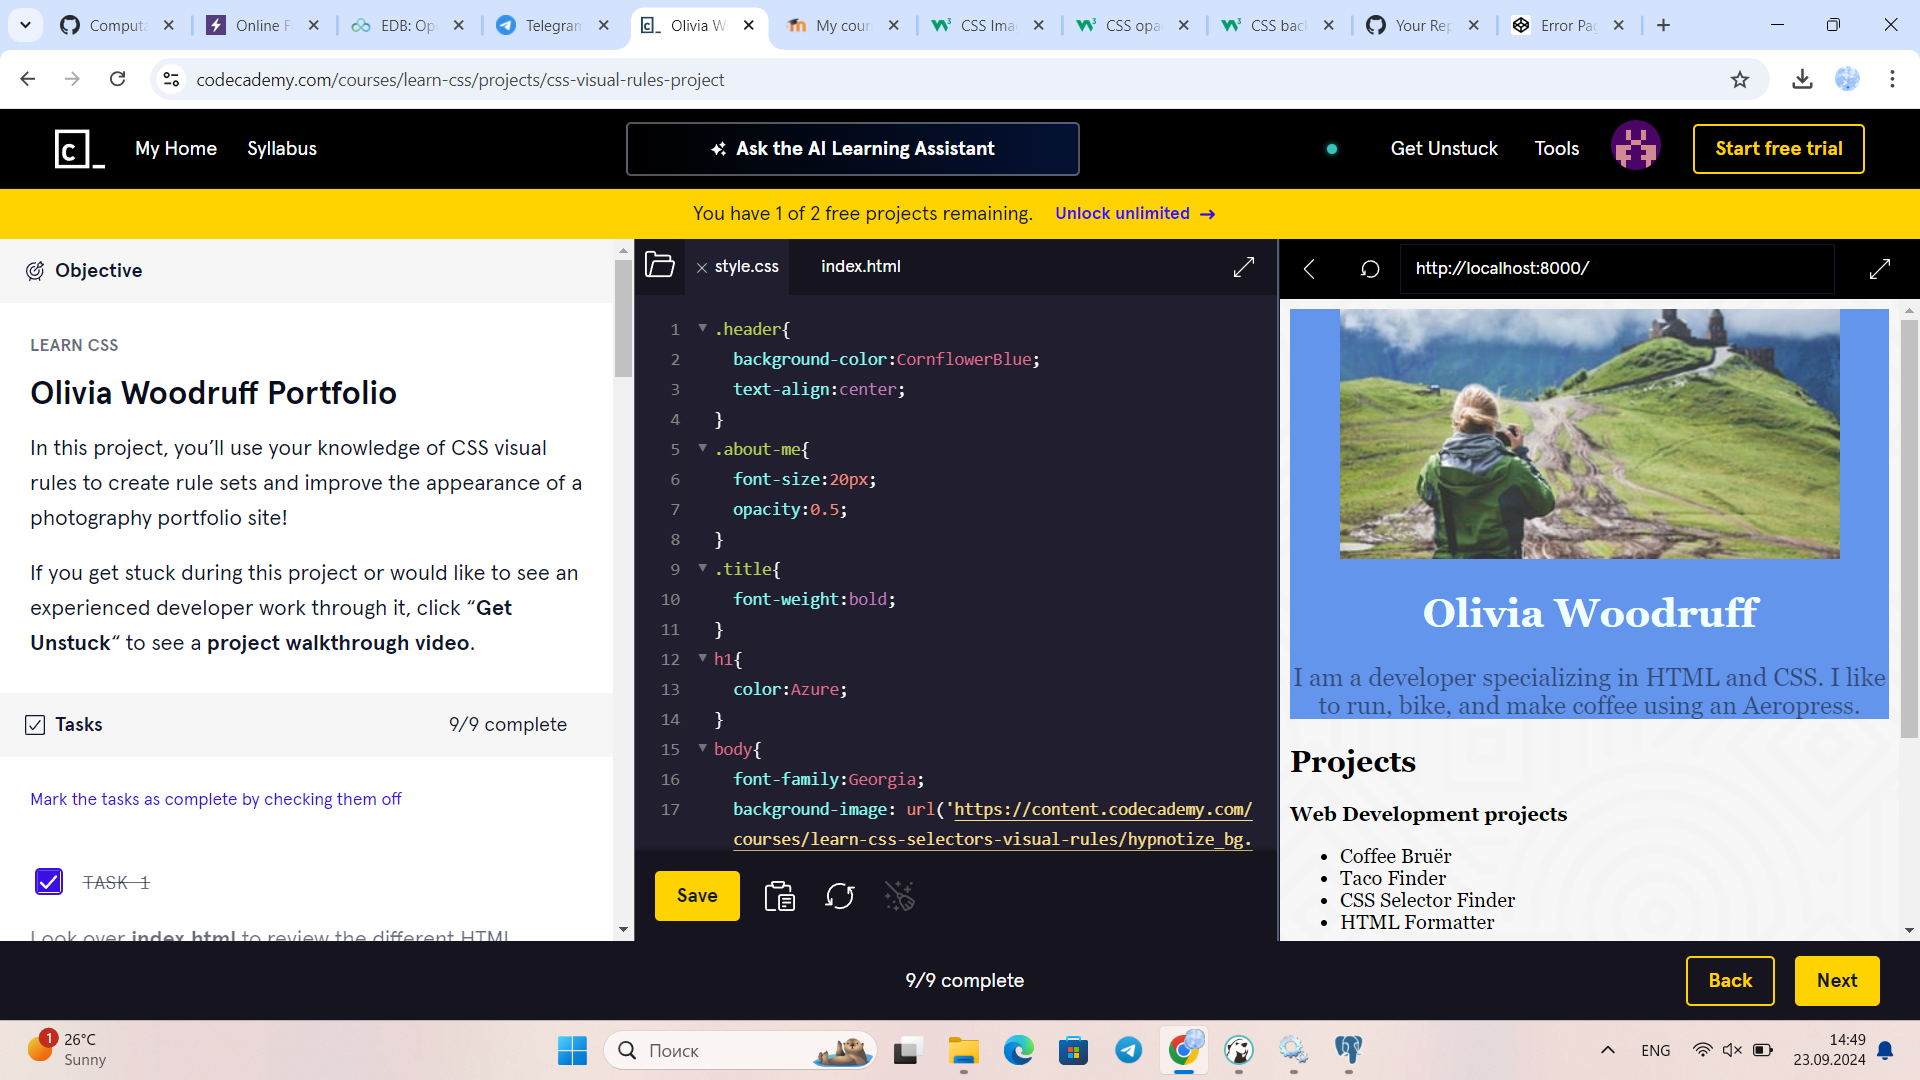 Computa
Online F
EDB: Op
Telegram
Olivia W
My cour
CSS Ima
CSS opa
CSS bac
Your Rep
Error Pag
codecademy.com/courses/learn-css/projects/css-visual-rules-project
My Home
Syllabus
Ask the AI Learning Assistant
Get Unstuck
Tools
Start free trial
You have 1 of 2 free projects remaining.
Unlock unlimited →
Objective
LEARN CSS
Olivia Woodruff Portfolio
In this project, you’ll use your knowledge of CSS visual
rules to create rule sets and improve the appearance of a
photography portfolio site!
If you get stuck during this project or would like to see an
experienced developer work through it, click “Get
Unstuck“ to see a project walkthrough video.
Tasks
9/9 complete
Mark the tasks as complete by checking them off
TASK 1
Look over index.html to review the different HTML
style.css
index.html
1 .header{
2 background-color:CornflowerBlue;
3 text-align:center;
4 }
5 .about-me{
6 font-size:20px;
7 opacity:0.5;
8 }
9 .title{
10 font-weight:bold;
11 }
12 h1{
13 color:Azure;
14 }
15 body{
16 font-family:Georgia;
17 background-image: url('https://content.codecademy.com/
courses/learn-css-selectors-visual-rules/hypnotize_bg.
Save
http://localhost:8000/
Olivia Woodruff
I am a developer specializing in HTML and CSS. I like
to run, bike, and make coffee using an Aeropress.
Projects
Web Development projects
• Coffee Bruër
• Taco Finder
• CSS Selector Finder
• HTML Formatter
9/9 complete
Back
Next
1
26°C
Sunny
Поиск
ENG
14:49
23.09.2024